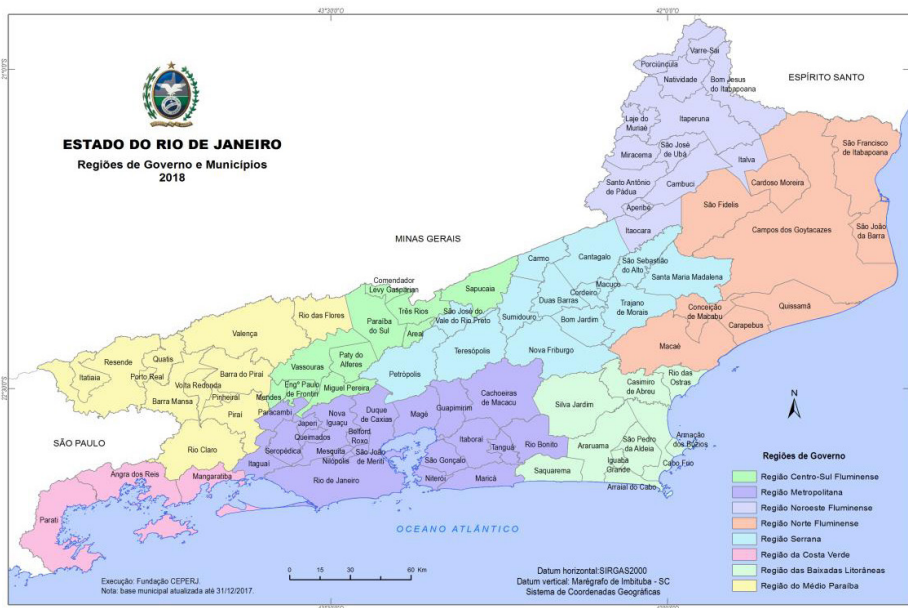 43°30'0"O
42°0'0"O
21°0'0"S
ESTADO DO RIO DE JANEIRO
Regiões de Governo e Municípios
2018
ESPÍRITO SANTO
MINAS GERAIS
SÃO PAULO
OCEANO ATLÂNTICO
Varre-Sai
Porciúncula
Natividade
Bom Jesus
do Itabapoana
Laje do
Muriaé
Itaperuna
Miracema
São José
de Ubá
Italva
Santo Antônio
de Pádua
Cambuci
Aperibé
Itaocara
São Francisco
de Itabapoana
Cardoso Moreira
São Fidelis
Campos dos Goytacazes
São João
da Barra
Quissamã
Conceição
de Macabu
Carapebus
Macaé
Carmo
Cantagalo
São Sebastião
do Alto
Santa Maria Madalena
Macuco
Cordeiro
Duas Barras
Trajano
de Morais
Sumidouro
Bom Jardim
Nova Friburgo
Teresópolis
Petrópolis
Comendador
Levy Gasparian
Sapucaia
Três Rios
São José do
Vale do Rio Preto
Paraíba
do Sul
Areal
Paty do
Alferes
Vassouras
Engº Paulo
de Frontin
Miguel Pereira
Mendes
Rio das Flores
Valença
Resende
Quatis
Itatiaia
Porto Real
Volta Redonda
Barra do Piraí
Barra Mansa
Pinheiral
Piraí
Rio Claro
Paracambi
Japeri
Nova
Iguaçu
Duque
de Caxias
Magé
Guapimirim
Cachoeiras
de Macacu
Queimados
Belford
Roxo
Seropédica
Mesquita
Nilópolis
São João
de Meriti
Itaguaí
Rio de Janeiro
São Gonçalo
Niterói
Itaboraí
Tanguá
Rio Bonito
Maricá
Silva Jardim
Casimiro
de Abreu
Rio das
Ostras
Araruama
São Pedro
da Aldeia
Armação
dos Búzios
Iguaba
Grande
Cabo Frio
Saquarema
Arraial do Cabo
Angra dos Reis
Mangaratiba
Parati
N
Regiões de Governo
Região Centro-Sul Fluminense
Região Metropolitana
Região Noroeste Fluminense
Região Norte Fluminense
Região Serrana
Região da Costa Verde
Região das Baixadas Litorâneas
Região do Médio Paraíba
Execução: Fundação CEPERJ.
Nota: base municipal atualizada até 31/12/2017.
0 15 30 60 Km
Datum horizontal:SIRGAS2000
Datum vertical: Marégrafo de Imbituba - SC
Sistema de Coordenadas Geográficas